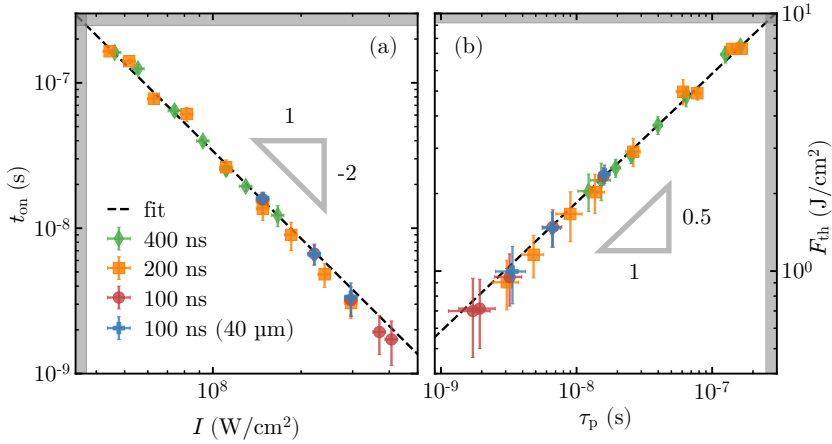 (a)
10⁻⁷
10⁻⁸
10⁻⁹
t_on (s)
1
-2
fit
400 ns
200 ns
100 ns
100 ns (40 µm)
10⁸
I (W/cm²)
(b)
10¹
10⁰
F_th (J/cm²)
0.5
1
10⁻⁹
10⁻⁸
10⁻⁷
τ_p (s)